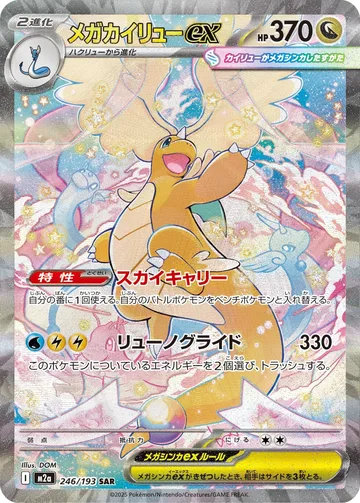 2進化
メガカイリューex
HP 370
ハクリューから進化
カイリューがメガシンカしたすがた
特性 とくせい
スカイキャリー
自分の番に1回使える。自分のバトルポケモンをベンチポケモンと入れ替える。
リューノグライド 330
このポケモンについているエネルギーを2個選び、トラッシュする。
弱点 抵抗力 にげる
Illus. DOM
I M2a 246/193 SAR
メガシンカexルール
メガシンカexがきぜつしたとき、相手はサイドを3枚とる。
©2025 Pokémon/Nintendo/Creatures/GAME FREAK.